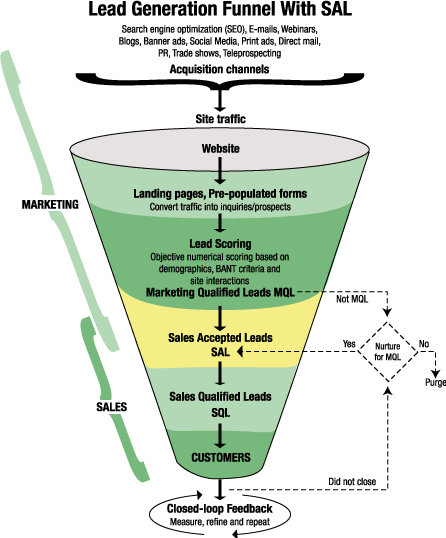 Lead Generation Funnel With SAL
Search engine optimization (SEO), E-mails, Webinars,
Blogs, Banner ads, Social Media, Print ads, Direct mail,
PR, Trade shows, Teleprospecting
Acquisition channels
Site traffic
Website
Landing pages, Pre-populated forms
Convert traffic into inquiries/prospects
MARKETING
Lead Scoring
Objective numerical scoring based on
demographics, BANT criteria and
site interactions
Marketing Qualified Leads MQL
Not MQL
Sales Accepted Leads
SAL
Yes
Nurture
for MQL
No
Purge
Sales Qualified Leads
SQL
SALES
CUSTOMERS
Did not close
Closed-loop Feedback
Measure, refine and repeat